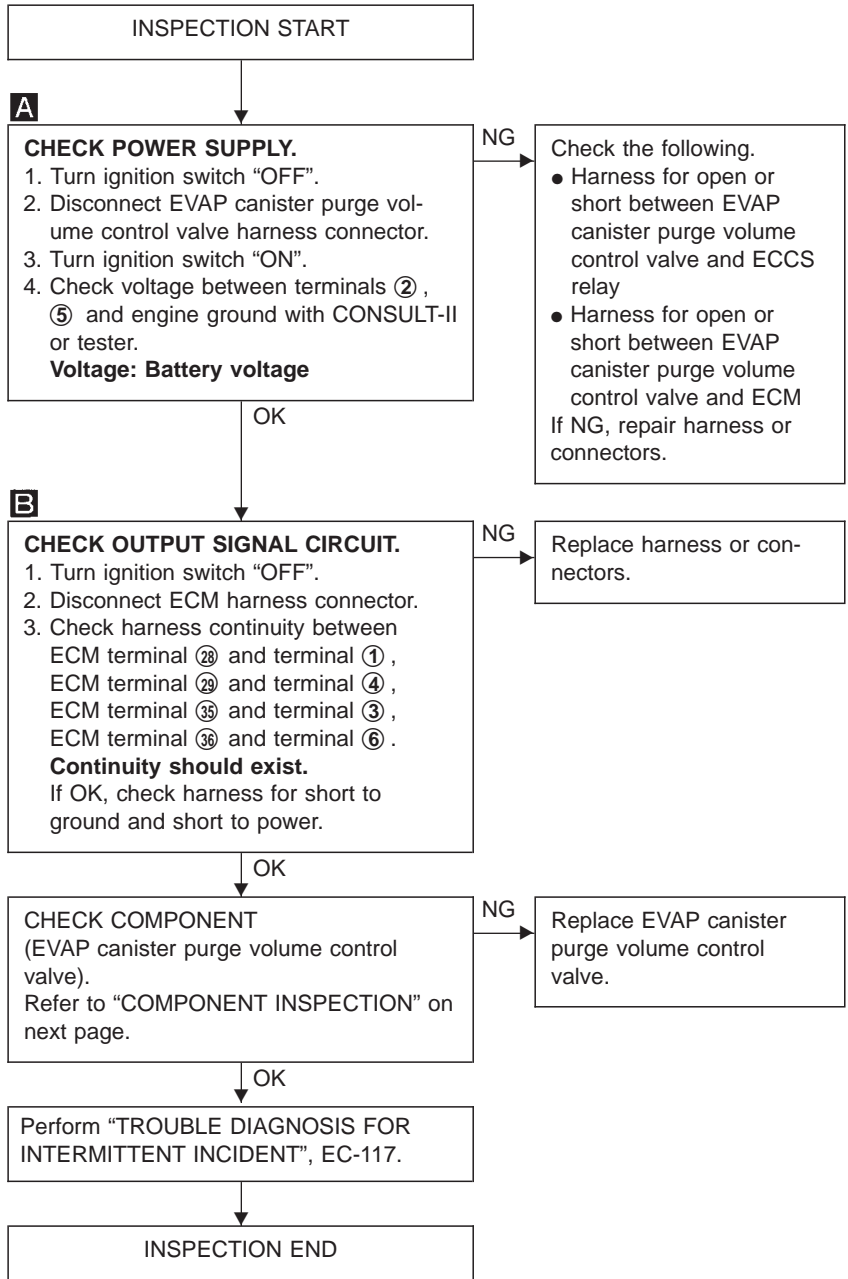 INSPECTION START
A
CHECK POWER SUPPLY.
1. Turn ignition switch “OFF”.
2. Disconnect EVAP canister purge vol-
ume control valve harness connector.
3. Turn ignition switch “ON”.
4. Check voltage between terminals ②,
⑤ and engine ground with CONSULT-II
or tester.
Voltage: Battery voltage
NG
Check the following.
● Harness for open or
short between EVAP
canister purge volume
control valve and ECCS
relay
● Harness for open or
short between EVAP
canister purge volume
control valve and ECM
If NG, repair harness or
connectors.
OK
B
CHECK OUTPUT SIGNAL CIRCUIT.
1. Turn ignition switch “OFF”.
2. Disconnect ECM harness connector.
3. Check harness continuity between
ECM terminal ㉘ and terminal ①,
ECM terminal ㉙ and terminal ④,
ECM terminal ㉟ and terminal ③,
ECM terminal ㊱ and terminal ⑥.
Continuity should exist.
If OK, check harness for short to
ground and short to power.
NG
Replace harness or con-
nectors.
OK
CHECK COMPONENT
(EVAP canister purge volume control
valve).
Refer to “COMPONENT INSPECTION” on
next page.
NG
Replace EVAP canister
purge volume control
valve.
OK
Perform “TROUBLE DIAGNOSIS FOR
INTERMITTENT INCIDENT”, EC-117.
INSPECTION END